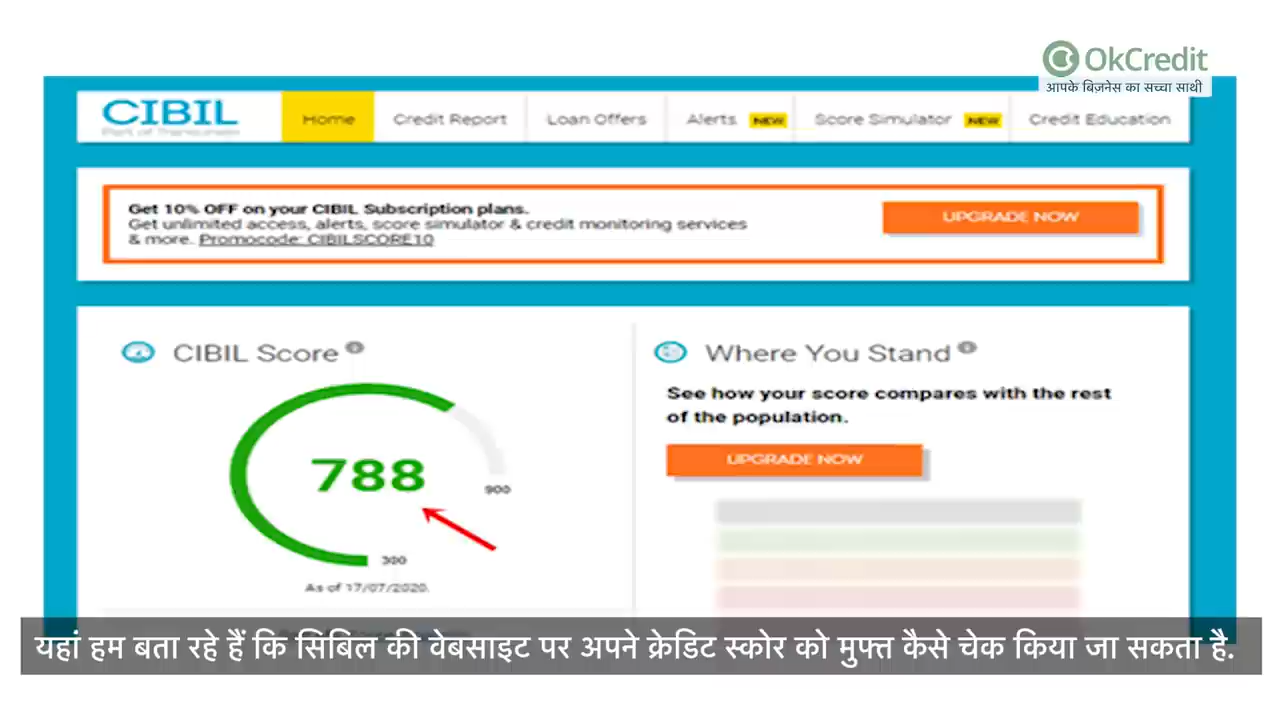 OkCredit
आपके बिज़नेस का सच्चा साथी
CIBIL
Part of TransUnion
Home
Credit Report
Loan Offers
Alerts NEW
Score Simulator NEW
Credit Education
Get 10% OFF on your CIBIL Subscription plans.
Get unlimited access, alerts, score simulator & credit monitoring services
& more. Promocode: CIBILSCORE10
UPGRADE NOW
CIBIL Score
788
900
300
As of 17/07/2020.
Where You Stand
See how your score compares with the rest
of the population.
UPGRADE NOW
यहां हम बता रहे हैं कि सिबिल की वेबसाइट पर अपने क्रेडिट स्कोर को मुफ्त कैसे चेक किया जा सकता है.